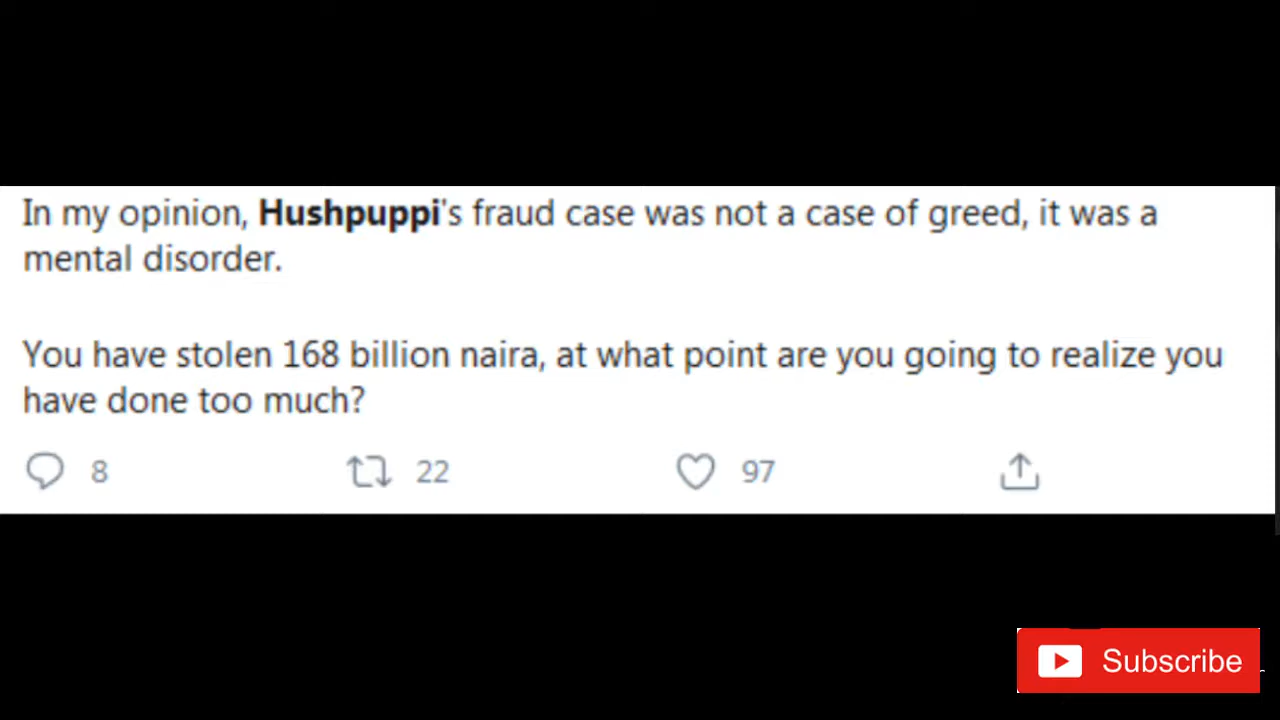 In my opinion, Hushpuppi's fraud case was not a case of greed, it was a
mental disorder.
You have stolen 168 billion naira, at what point are you going to realize you
have done too much?
8 22 97
Subscribe